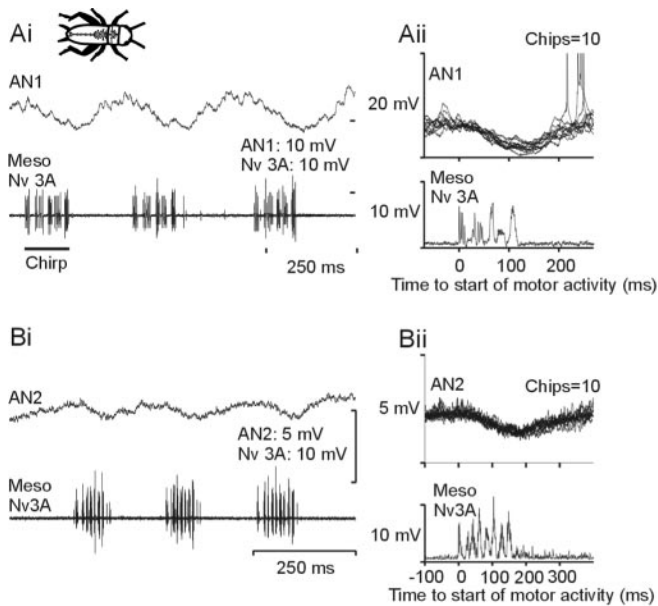 Ai
AN1
Meso
Nv 3A
AN1: 10 mV
Nv 3A: 10 mV
Chirp
250 ms
Aii
Chips=10
AN1
20 mV
Meso
Nv 3A
10 mV
0 100 200
Time to start of motor activity (ms)
Bi
AN2
AN2: 5 mV
Nv 3A: 10 mV
Meso
Nv3A
250 ms
Bii
AN2
Chips=10
5 mV
Meso
Nv3A
10 mV
-100 0 100 200 300
Time to start of motor activity (ms)